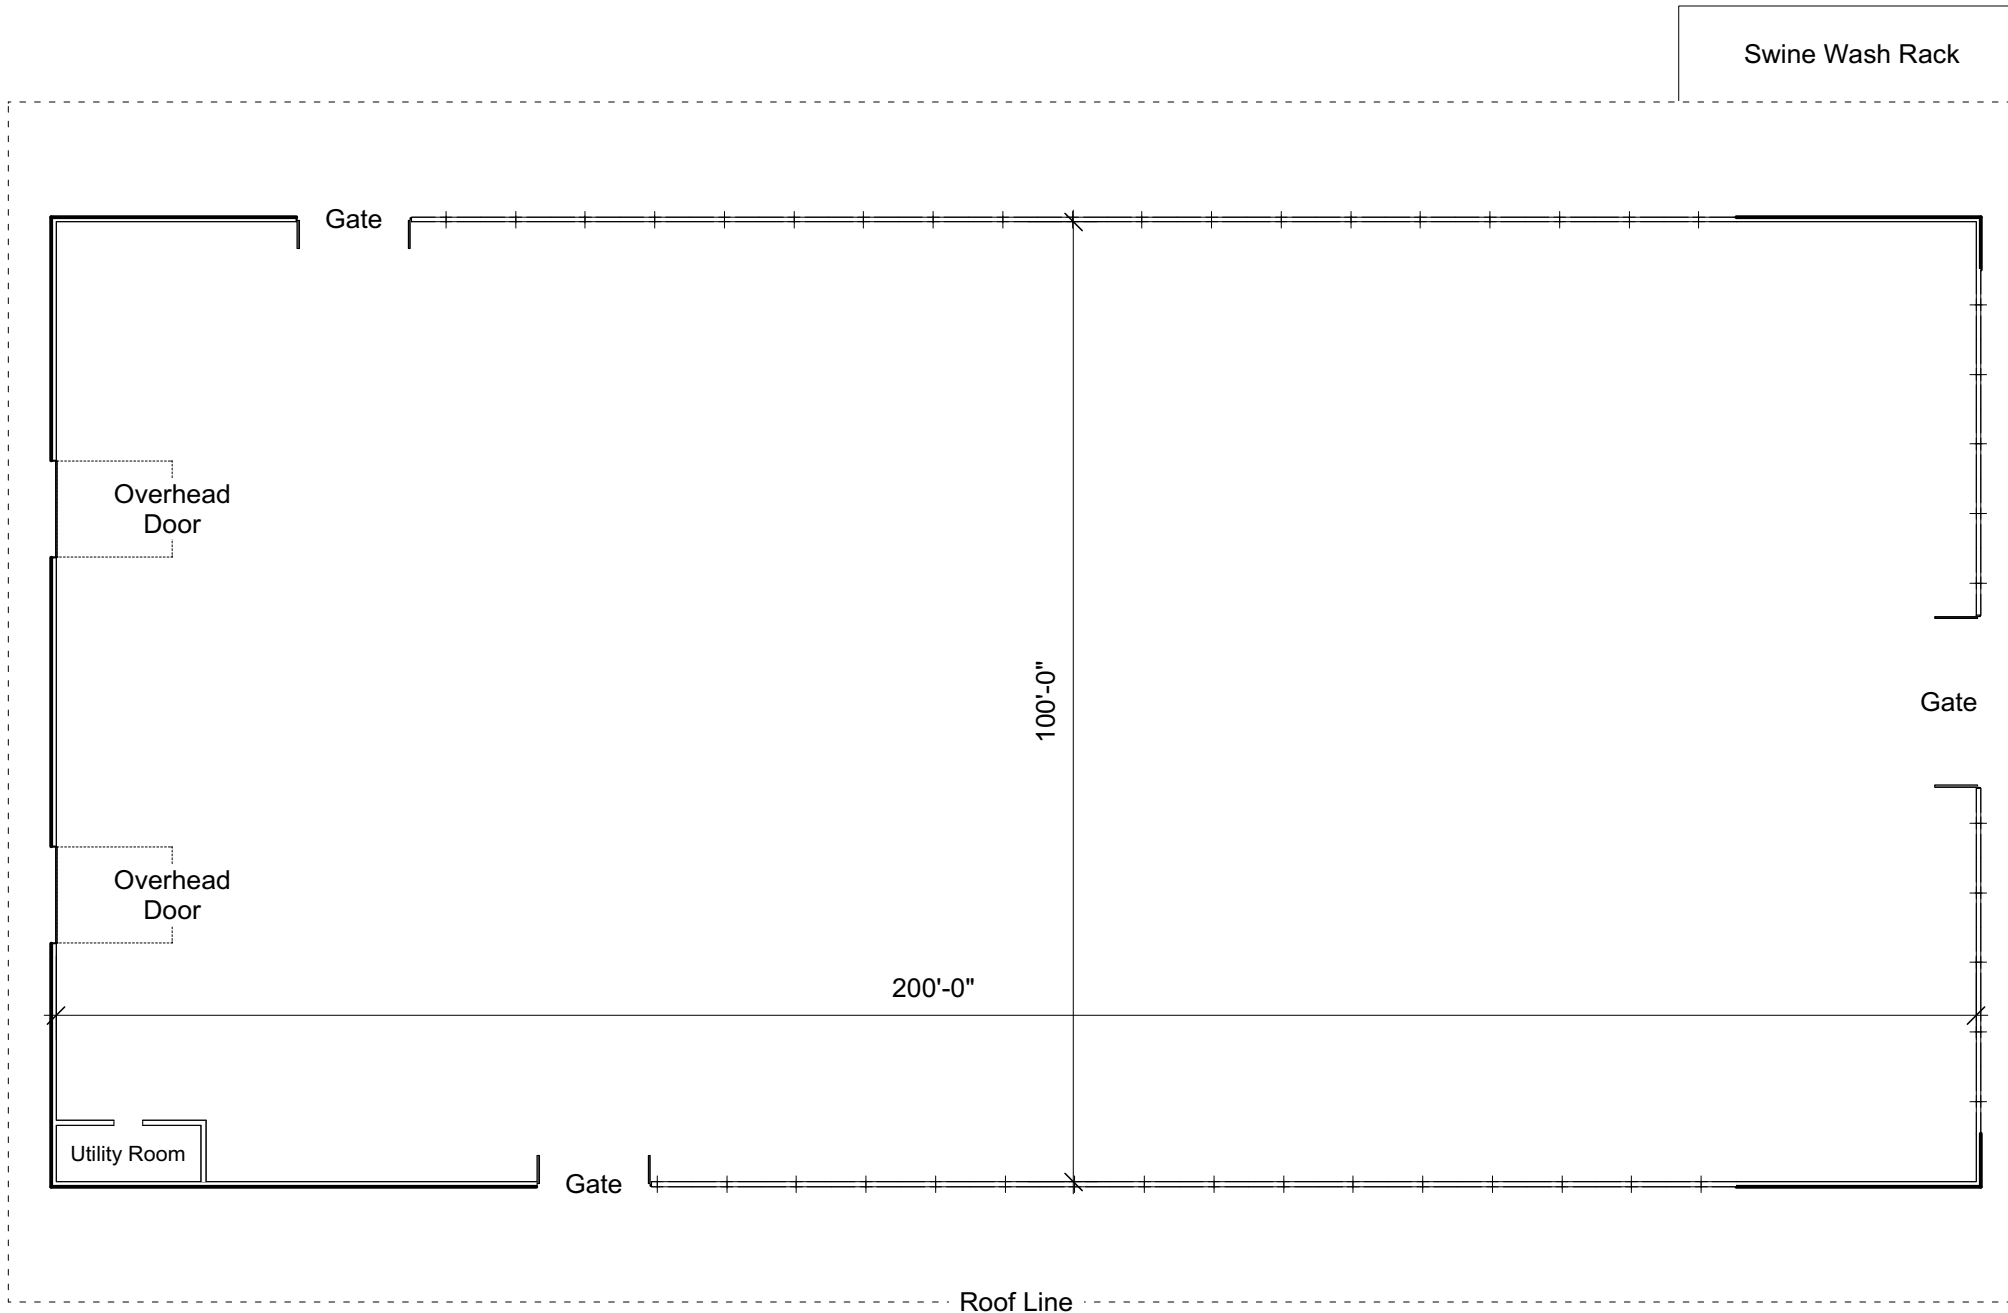 Swine Wash Rack
Gate
Overhead
Door
100'-0"
Gate
Overhead
Door
200'-0"
Utility Room
Gate
Roof Line